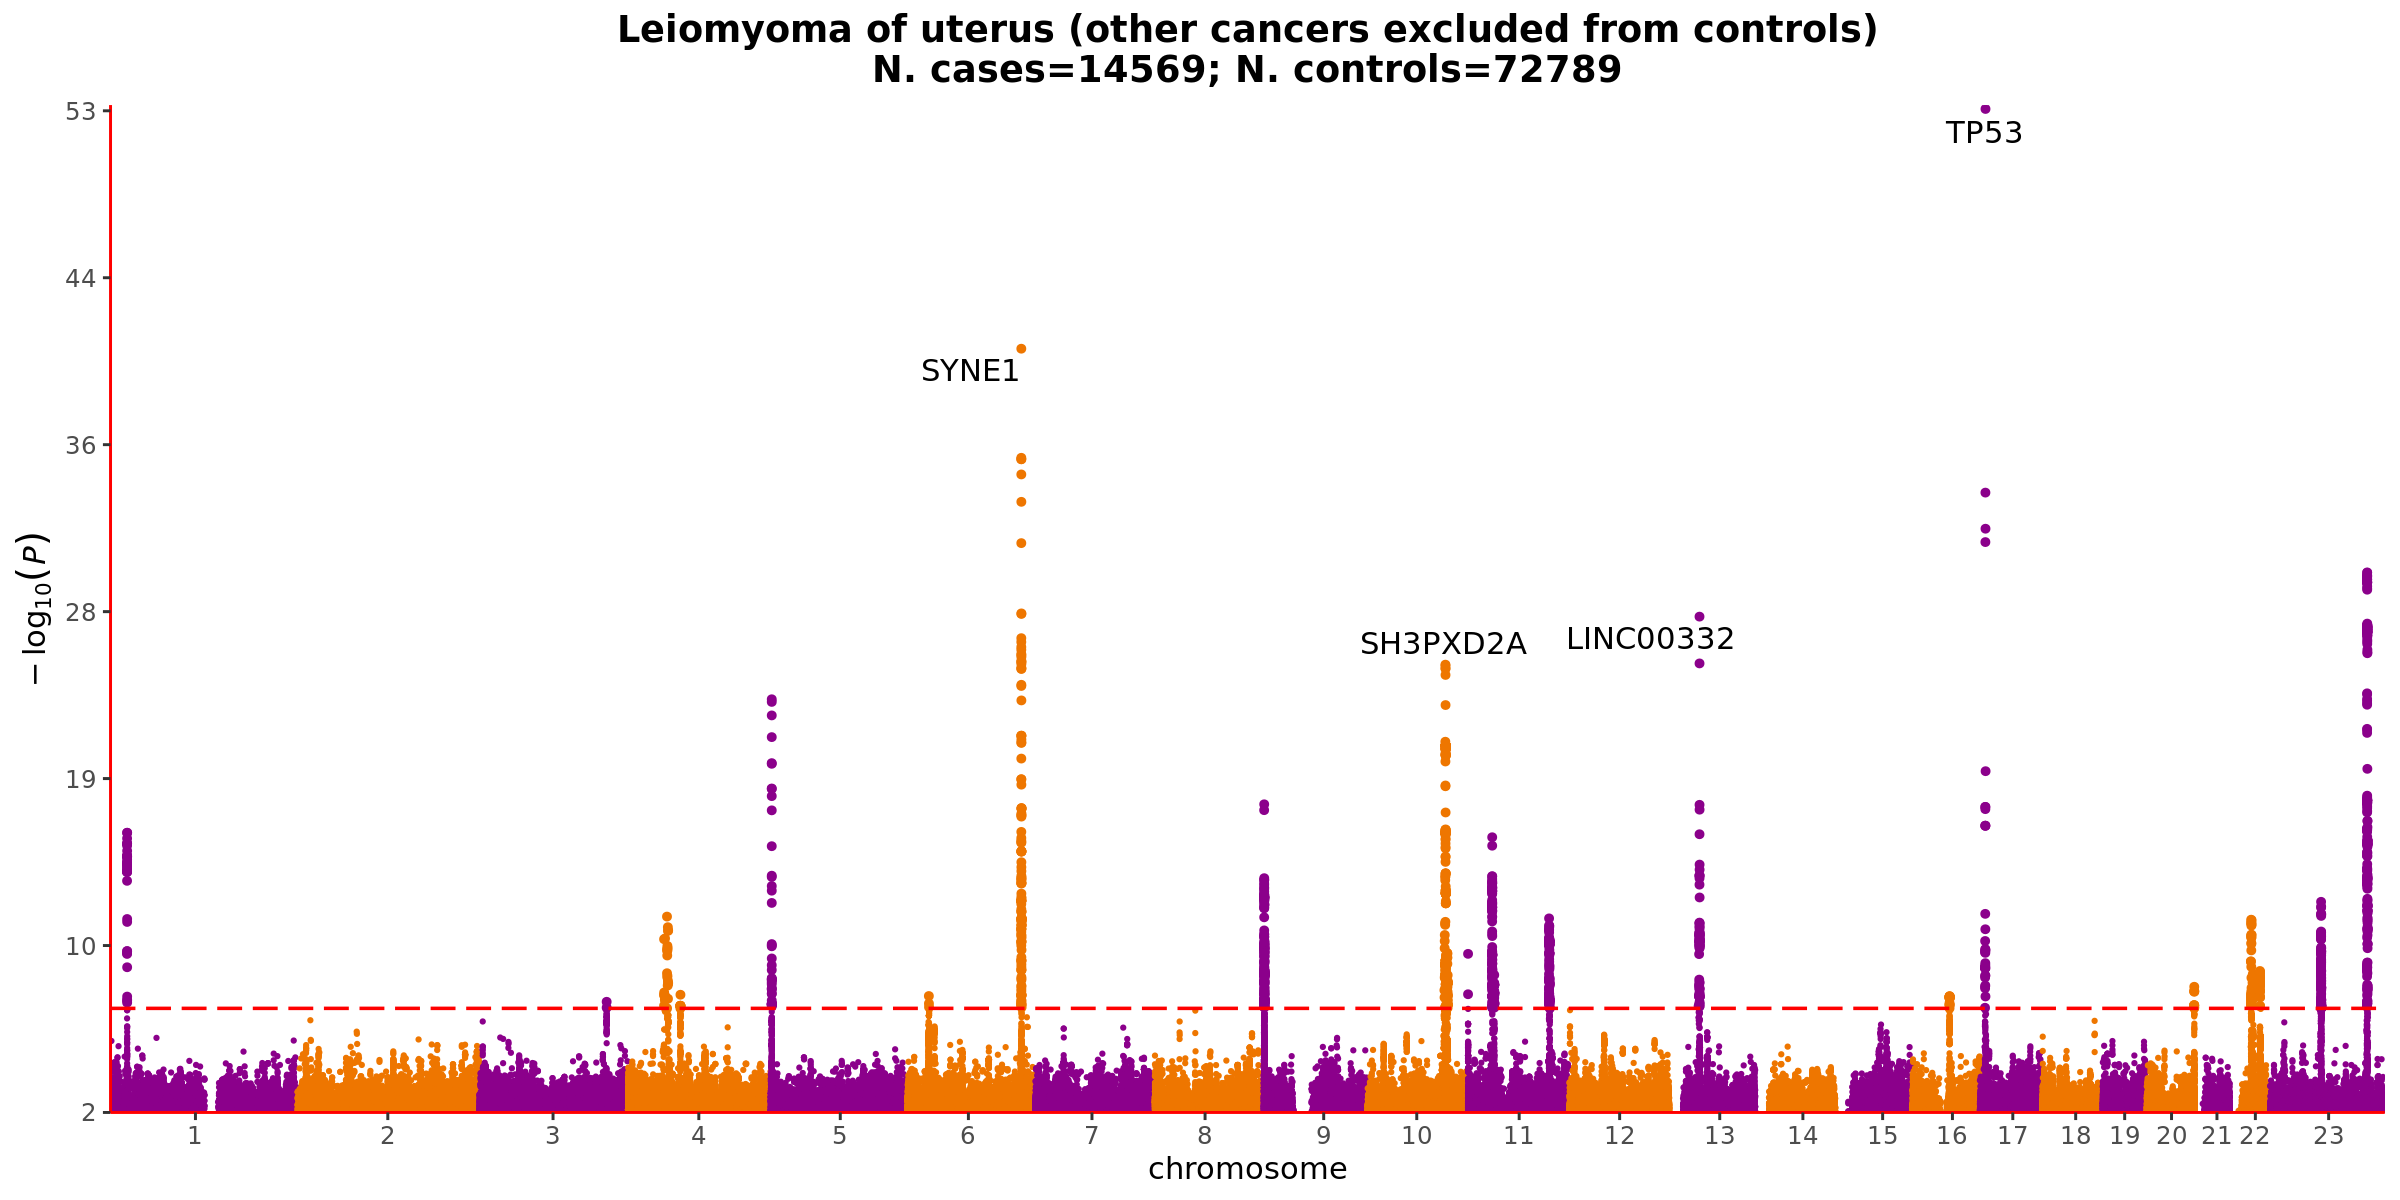 Leiomyoma of uterus (other cancers excluded from controls)
N. cases=14569; N. controls=72789
53
TP53
44
SYNE1
36
28
SH3PXD2A
LINC00332
19
10
2
−log10(P)
1 2 3 4 5 6 7 8 9 10 11 12 13 14 15 16 17 18 19 20 21 22 23
chromosome